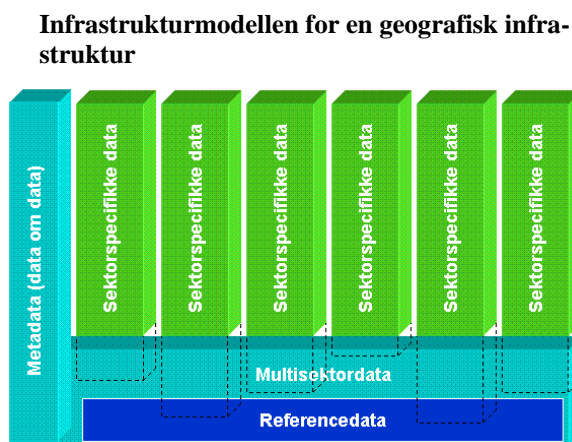 Infrastrukturmodellen for en geografisk infra-
struktur
Metadata (data om data)
Sektorspecifikke data
Sektorspecifikke data
Sektorspecifikke data
Sektorspecifikke data
Sektorspecifikke data
Sektorspecifikke data
Multisektordata
Referencedata